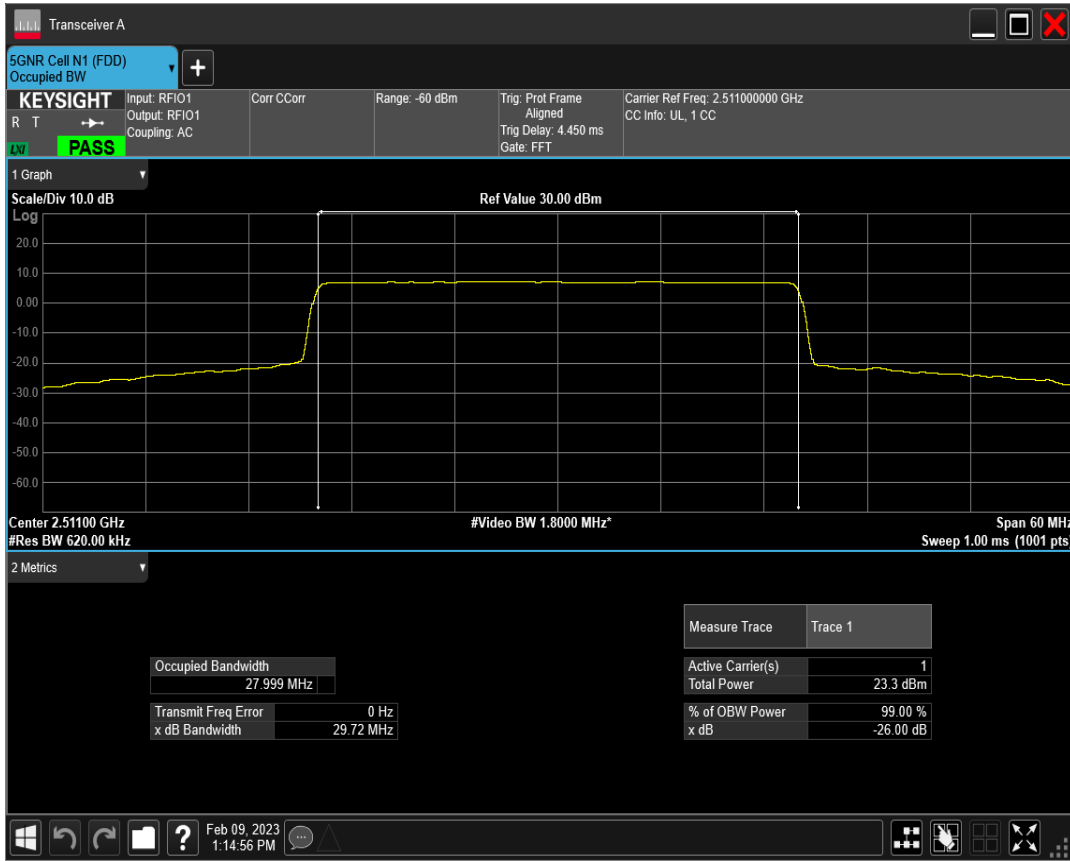 Transceiver A
5GNR Cell N1 (FDD)
Occupied BW
+
KEYSIGHT
R T
LXI
PASS
Input: RFIO1
Output: RFIO1
Coupling: AC
Corr CCorr
Range: -60 dBm
Trig: Prot Frame
Aligned
Trig Delay: 4.450 ms
Gate: FFT
Carrier Ref Freq: 2.511000000 GHz
CC Info: UL, 1 CC
1 Graph
Scale/Div 10.0 dB
Ref Value 30.00 dBm
Log
20.0
10.0
0.00
-10.0
-20.0
-30.0
-40.0
-50.0
-60.0
Center 2.51100 GHz
#Video BW 1.8000 MHz*
Span 60 MHz
#Res BW 620.00 kHz
Sweep 1.00 ms (1001 pts)
2 Metrics
Measure Trace Trace 1
Occupied Bandwidth
27.999 MHz
Active Carrier(s) 1
Total Power 23.3 dBm
Transmit Freq Error 0 Hz
x dB Bandwidth 29.72 MHz
% of OBW Power 99.00 %
x dB -26.00 dB
?
Feb 09, 2023
1:14:56 PM